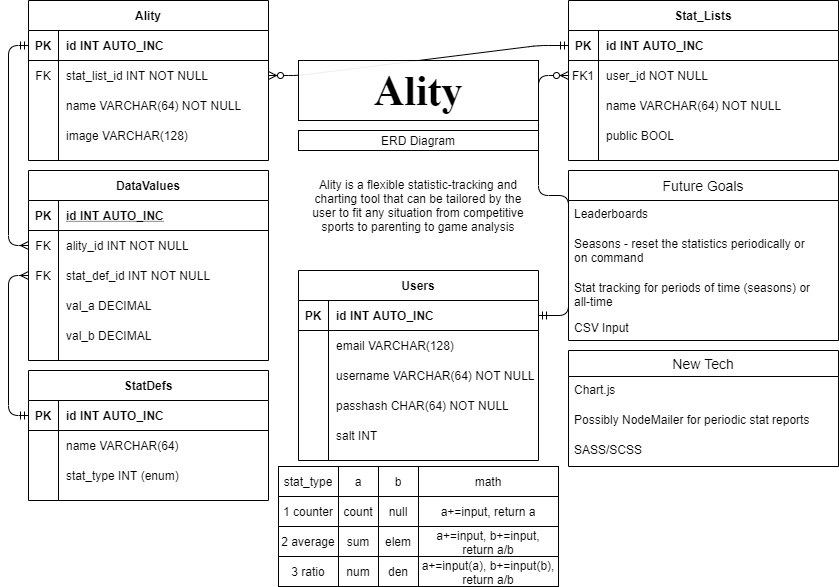 Ality
PK id INT AUTO_INC
FK stat_list_id INT NOT NULL
name VARCHAR(64) NOT NULL
image VARCHAR(128)
DataValues
PK id INT AUTO_INC
FK ality_id INT NOT NULL
FK stat_def_id INT NOT NULL
val_a DECIMAL
val_b DECIMAL
StatDefs
PK id INT AUTO_INC
name VARCHAR(64)
stat_type INT (enum)
Ality
ERD Diagram
Ality is a flexible statistic-tracking and
charting tool that can be tailored by the
user to fit any situation from competitive
sports to parenting to game analysis
Users
PK id INT AUTO_INC
email VARCHAR(128)
username VARCHAR(64) NOT NULL
passhash CHAR(64) NOT NULL
salt INT
stat_type a b math
1 counter count null a+=input, return a
2 average sum elem a+=input, b+=input,
return a/b
3 ratio num den a+=input(a), b+=input(b),
return a/b
Stat_Lists
PK id INT AUTO_INC
FK1 user_id NOT NULL
name VARCHAR(64) NOT NULL
public BOOL
Future Goals
Leaderboards
Seasons - reset the statistics periodically or
on command
Stat tracking for periods of time (seasons) or
all-time
CSV Input
New Tech
Chart.js
Possibly NodeMailer for periodic stat reports
SASS/SCSS